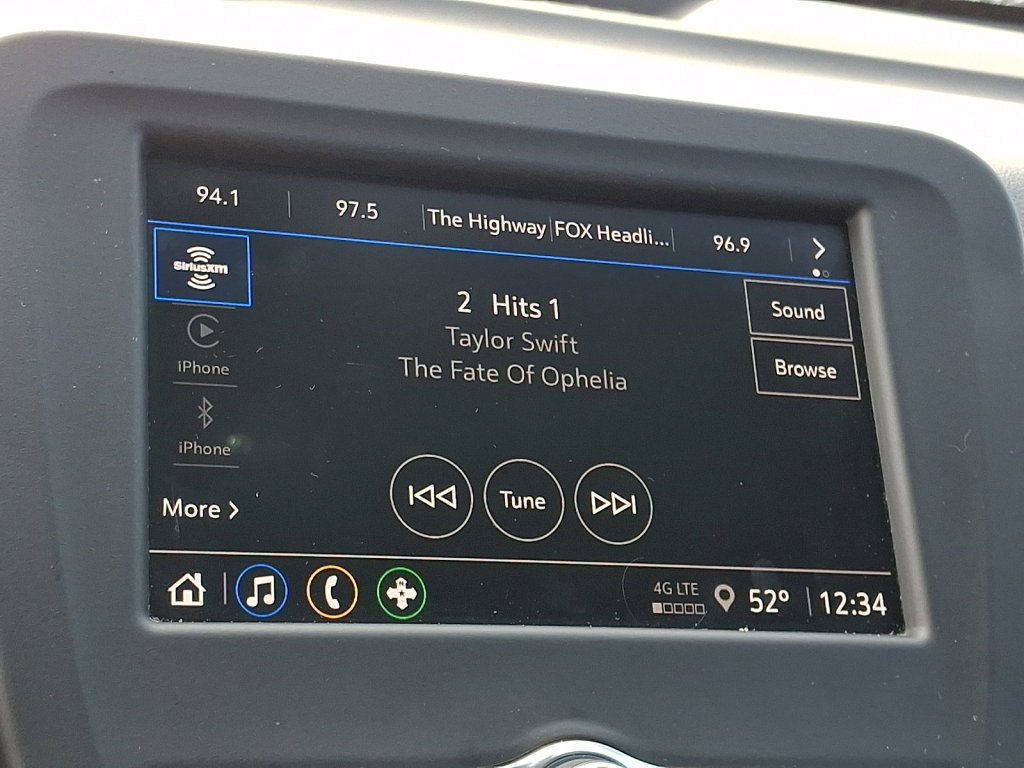 94.1 97.5 The Highway FOX Headli... 96.9
SiriusXM
2 Hits 1
Taylor Swift
The Fate Of Ophelia
Sound
Browse
iPhone
iPhone
More
Tune
N
4G LTE
52° 12:34